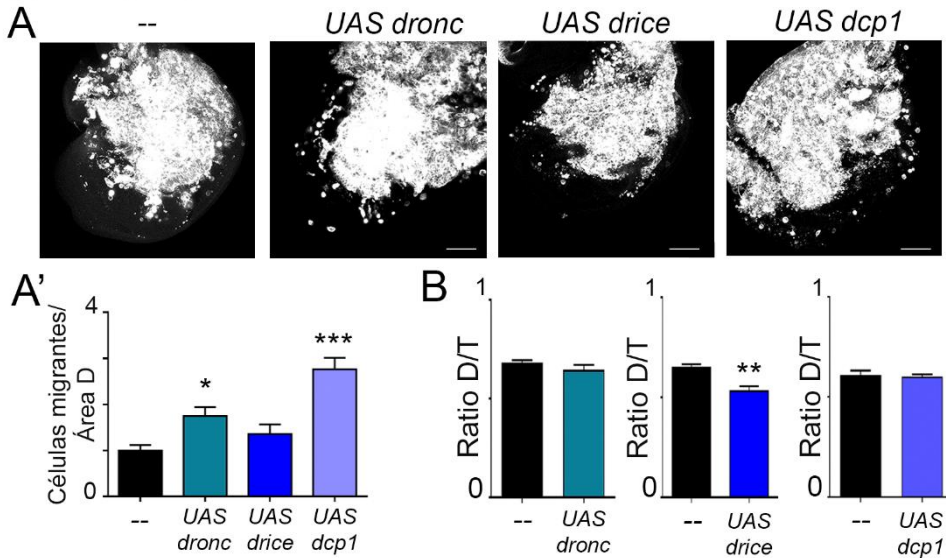 A
--
UAS dronc
UAS drice
UAS dcp1
A'
Células migrantes/
Área D
4
0
*
***
--
UAS
dronc
UAS
drice
UAS
dcp1
B
Ratio D/T
1
0
--
UAS
dronc
Ratio D/T
1
0
**
--
UAS
drice
Ratio D/T
1
0
--
UAS
dcp1